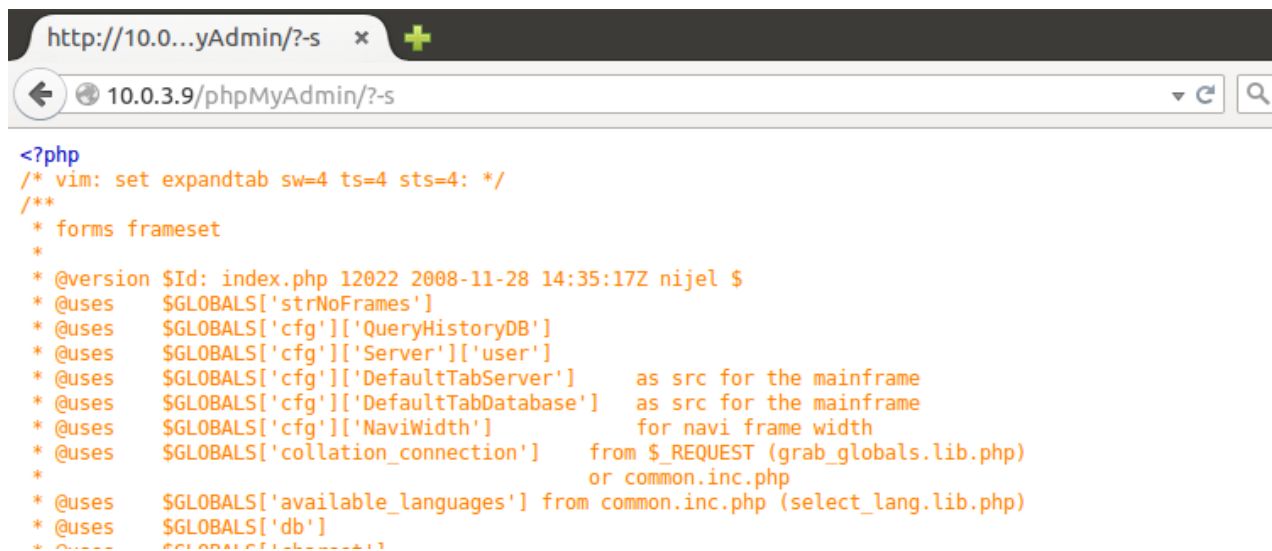 http://10.0...yAdmin/?-s
10.0.3.9/phpMyAdmin/?-s
<?php
/* vim: set expandtab sw=4 ts=4 sts=4: */
/**
 * forms frameset
 *
 * @version $Id: index.php 12022 2008-11-28 14:35:17Z nijel $
 * @uses    $GLOBALS['strNoFrames']
 * @uses    $GLOBALS['cfg']['QueryHistoryDB']
 * @uses    $GLOBALS['cfg']['Server']['user']
 * @uses    $GLOBALS['cfg']['DefaultTabServer']     as src for the mainframe
 * @uses    $GLOBALS['cfg']['DefaultTabDatabase']   as src for the mainframe
 * @uses    $GLOBALS['cfg']['NaviWidth']            for navi frame width
 * @uses    $GLOBALS['collation_connection']    from $_REQUEST (grab_globals.lib.php)
 *                                              or common.inc.php
 * @uses    $GLOBALS['available_languages'] from common.inc.php (select_lang.lib.php)
 * @uses    $GLOBALS['db']
 * @uses    $GLOBALS['charset']